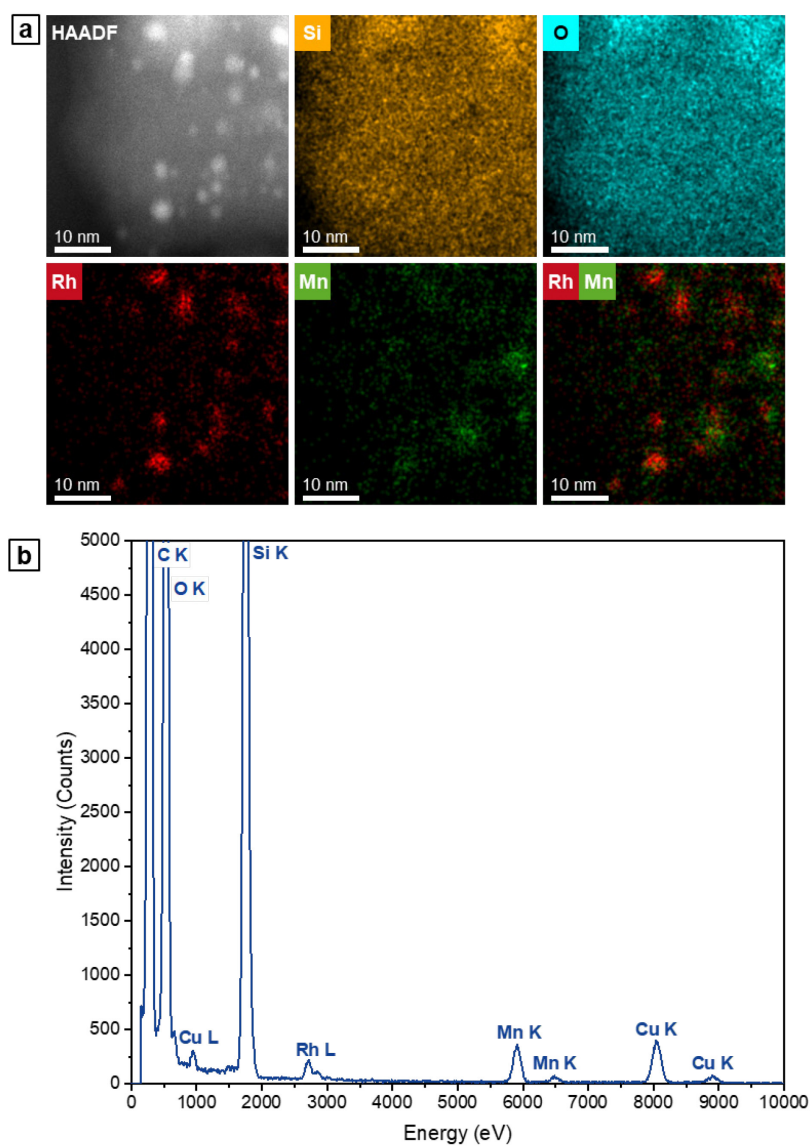 a
HAADF
Si
O
10 nm
10 nm
10 nm
Rh
Mn
Rh Mn
10 nm
10 nm
10 nm
b
5000
4500
4000
3500
3000
2500
2000
1500
1000
500
0
Intensity (Counts)
C K
O K
Si K
Cu L
Rh L
Mn K
Mn K
Cu K
Cu K
0 1000 2000 3000 4000 5000 6000 7000 8000 9000 10000
Energy (eV)